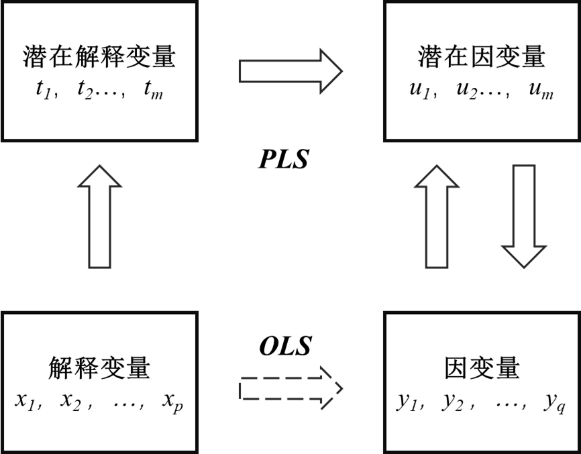 潜在解释变量
t1, t2…, tm
潜在因变量
u1, u2…, um
PLS
解释变量
x1, x2, …, xp
OLS
因变量
y1, y2, …, yq